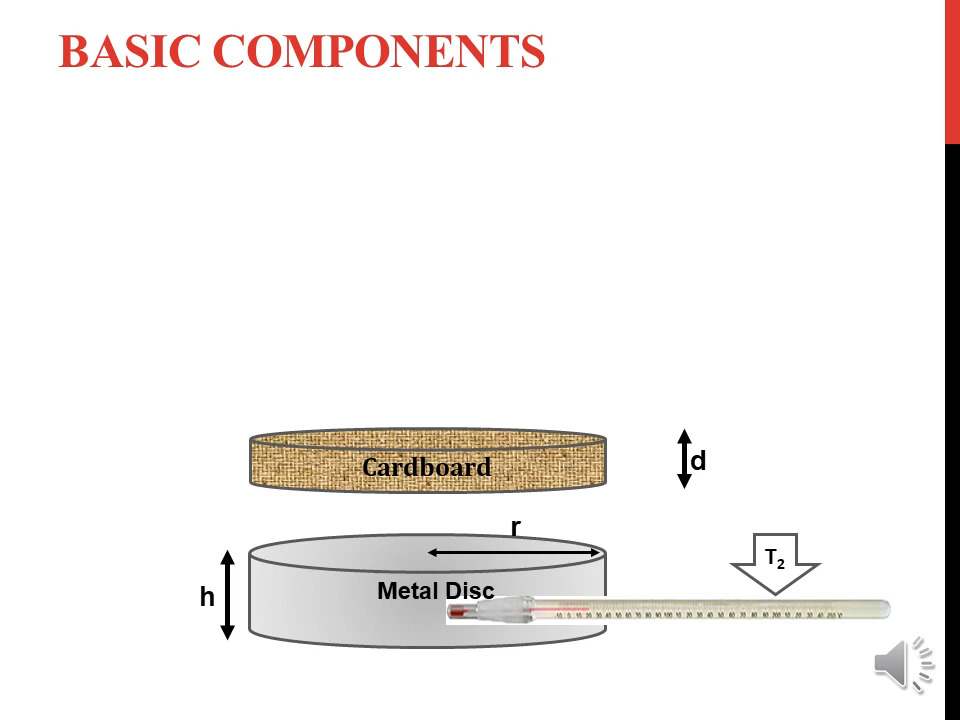 BASIC COMPONENTS
Cardboard
d
r
T₂
h
Metal Disc